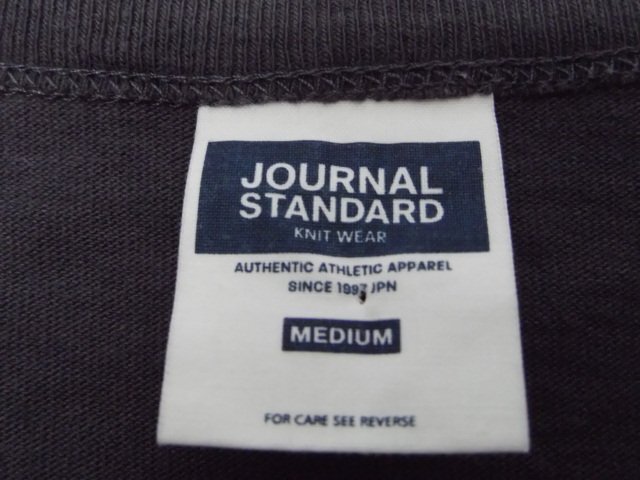 JOURNAL
STANDARD
KNIT WEAR
AUTHENTIC ATHLETIC APPAREL
SINCE 1997 JPN
MEDIUM
FOR CARE SEE REVERSE